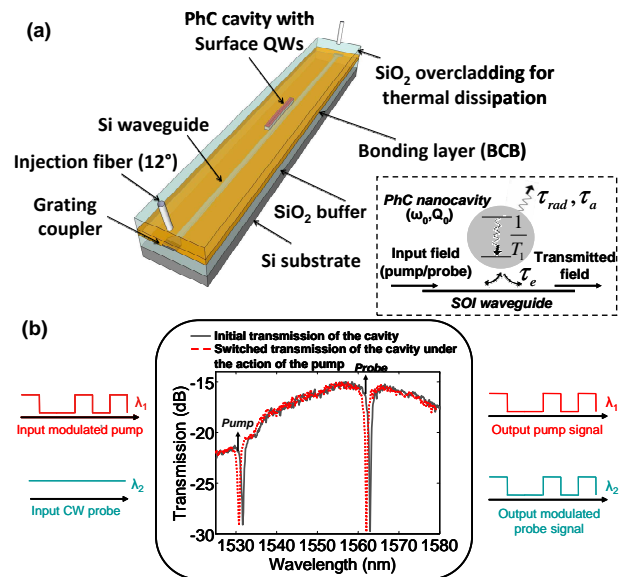 (a)
PhC cavity with
Surface QWs
SiO2 overcladding for
thermal dissipation
Si waveguide
Bonding layer (BCB)
Injection fiber (12°)
SiO2 buffer
Grating
coupler
Si substrate
PhC nanocavity
(ω0,Q0)
τrad , τa
1
T1
Input field
(pump/probe)
Transmitted
field
τe
SOI waveguide
(b)
Initial transmission of the cavity
Switched transmission of the cavity under
the action of the pump
Probe
Pump
-15
-20
-25
-30
Transmission (dB)
1530 1540 1550 1560 1570 1580
Wavelength (nm)
λ1
Input modulated pump
λ2
Input CW probe
λ1
Output pump signal
λ2
Output modulated
probe signal